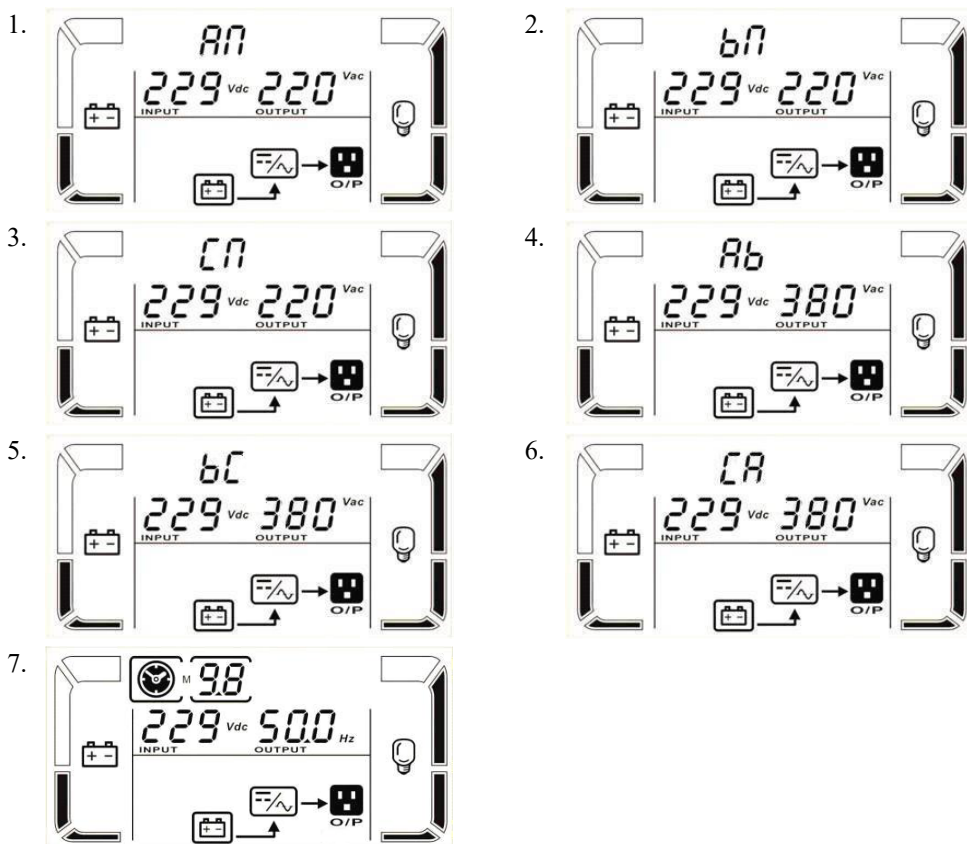 1.
AN
229 Vdc 220 Vac
INPUT OUTPUT
+ -
+ -
O/P
2.
bN
229 Vdc 220 Vac
INPUT OUTPUT
+ -
+ -
O/P
3.
CN
229 Vdc 220 Vac
INPUT OUTPUT
+ -
+ -
O/P
4.
Ab
229 Vdc 380 Vac
INPUT OUTPUT
+ -
+ -
O/P
5.
bC
229 Vdc 380 Vac
INPUT OUTPUT
+ -
+ -
O/P
6.
CA
229 Vdc 380 Vac
INPUT OUTPUT
+ -
+ -
O/P
7.
M 9.8
229 Vdc 50.0 Hz
INPUT OUTPUT
+ -
+ -
O/P